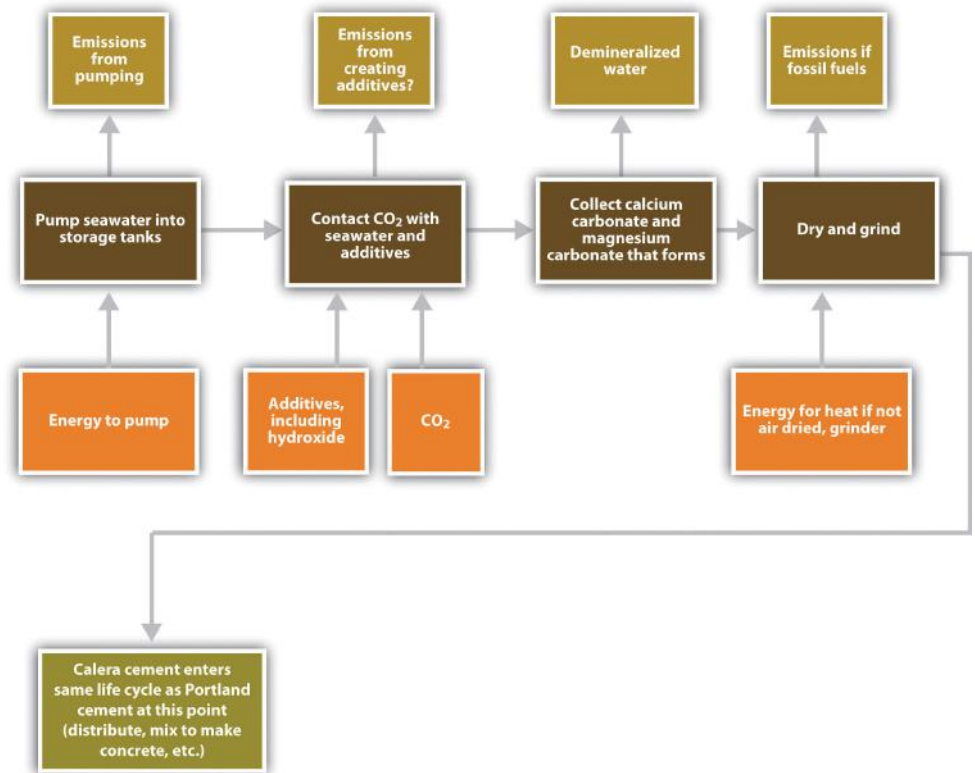 Emissions
from
pumping
Emissions
from
creating
additives?
Demineralized
water
Emissions if
fossil fuels
Pump seawater into
storage tanks
Contact CO₂ with
seawater and
additives
Collect calcium
carbonate and
magnesium
carbonate that forms
Dry and grind
Energy to pump
Additives,
including
hydroxide
CO₂
Energy for heat if not
air dried, grinder
Calera cement enters
same life cycle as Portland
cement at this point
(distribute, mix to make
concrete, etc.)